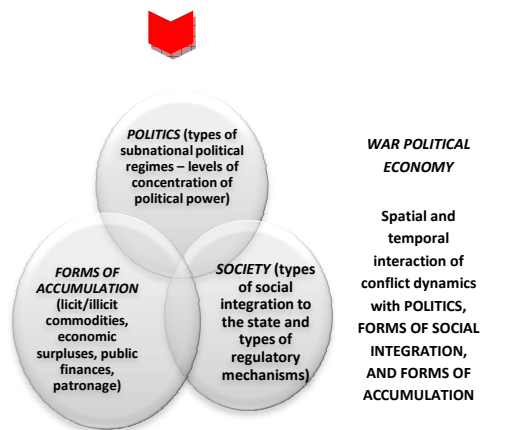 POLITICS (types of
subnational political
regimes – levels of
concentration of
political power)
FORMS OF
ACCUMULATION
(licit/illicit
commodities,
economic
surpluses, public
finances,
patronage)
SOCIETY (types
of social
integration to
the state and
types of
regulatory
mechanisms)
WAR POLITICAL
ECONOMY
Spatial and
temporal
interaction of
conflict dynamics
with POLITICS,
FORMS OF SOCIAL
INTEGRATION,
AND FORMS OF
ACCUMULATION